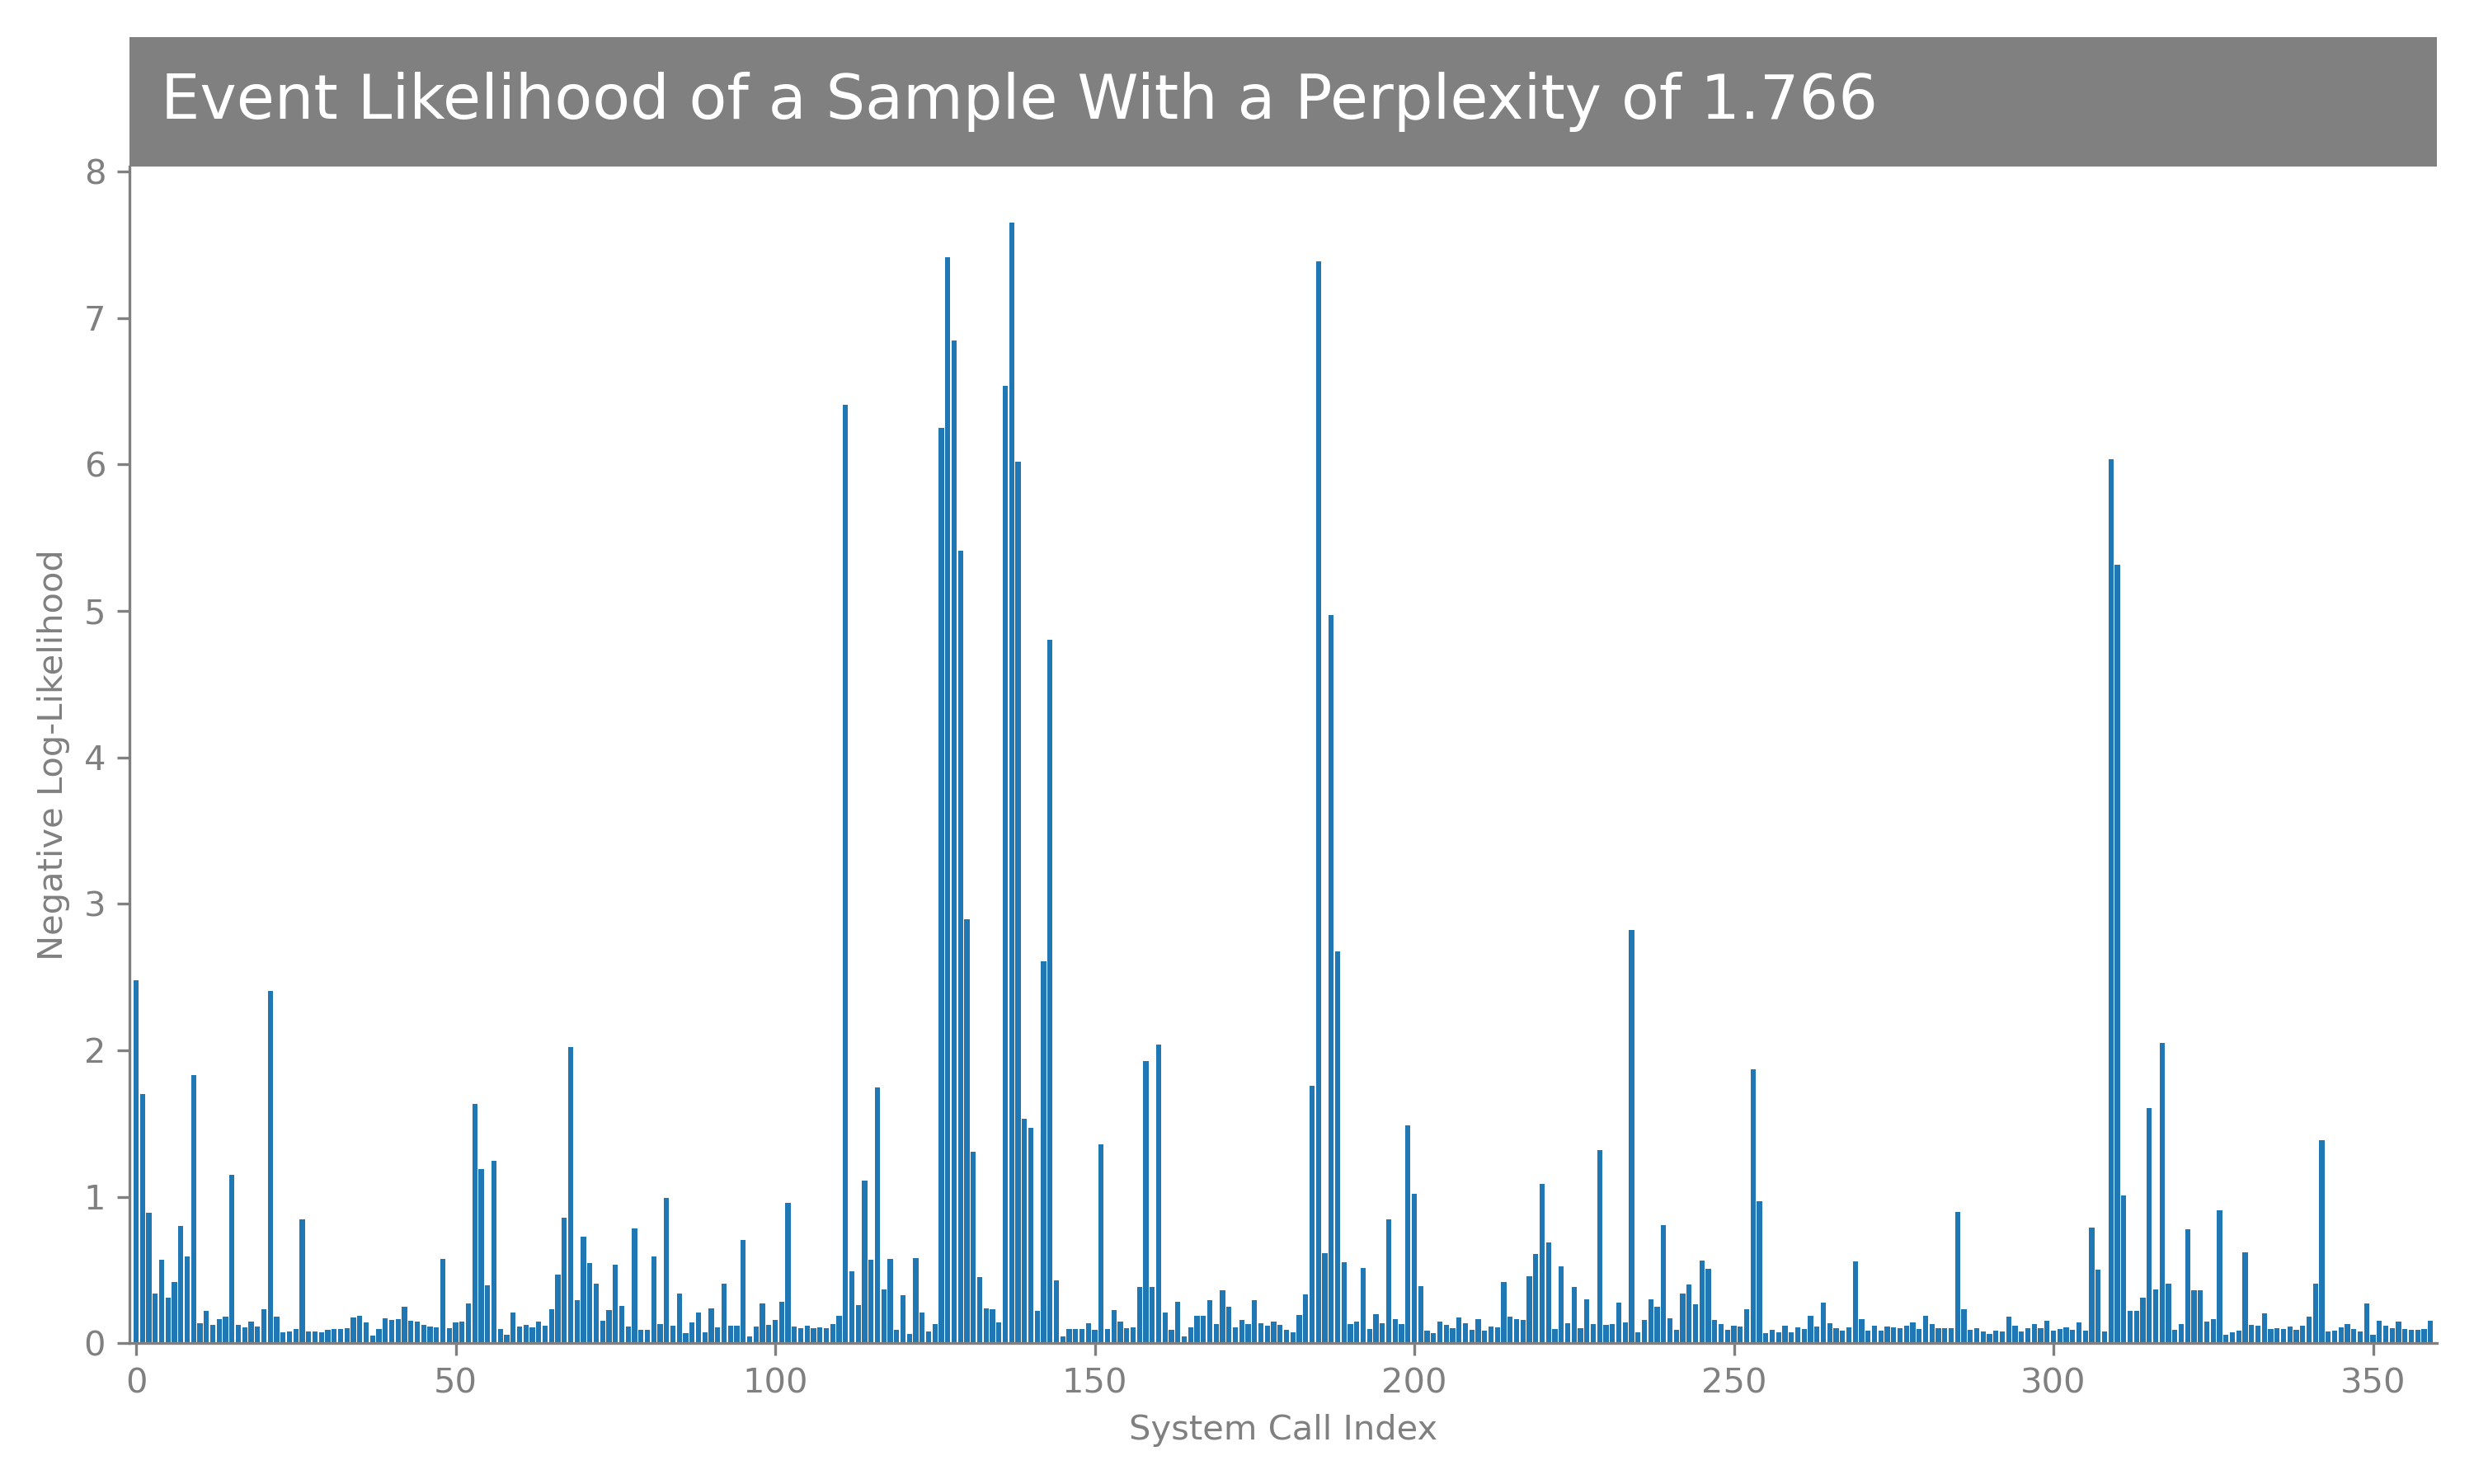 Event Likelihood of a Sample With a Perplexity of 1.766
8
7
6
5
4
3
2
1
0
Negative Log-Likelihood
0 50 100 150 200 250 300 350
System Call Index